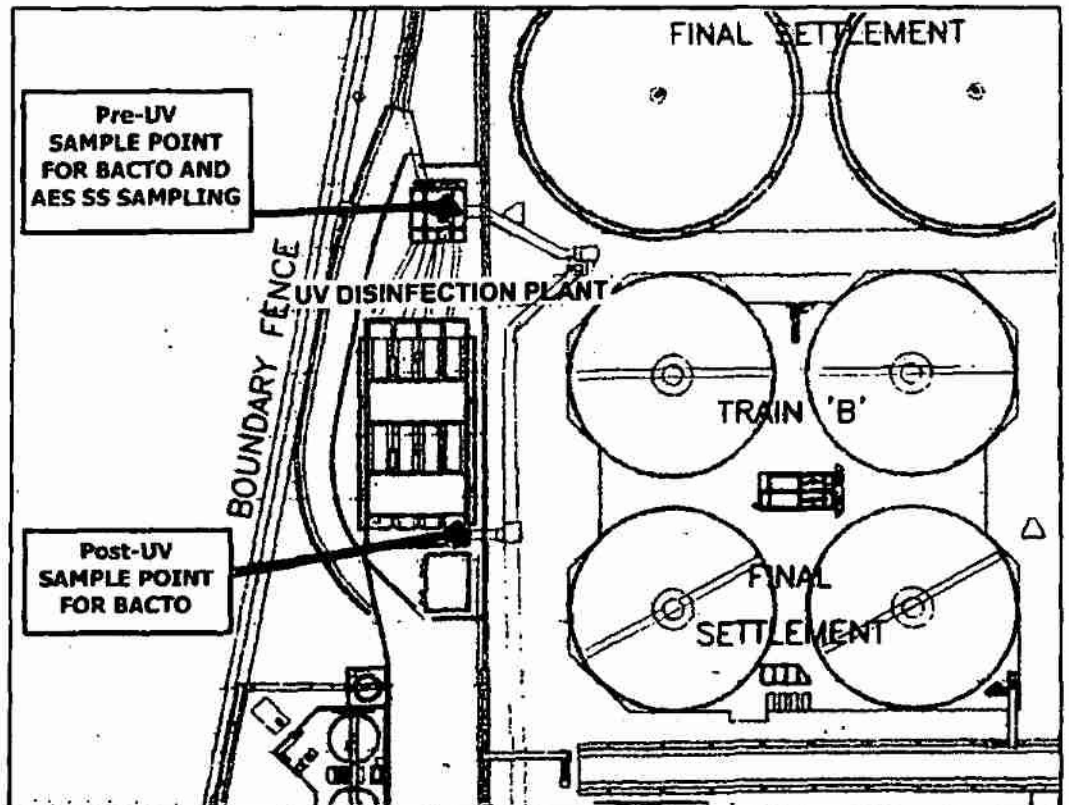 FINAL SETTLEMENT
Pre-UV
SAMPLE POINT
FOR BACTO AND
AES SS SAMPLING
UV DISINFECTION PLANT
BOUNDARY FENCE
TRAIN 'B'
Post-UV
SAMPLE POINT
FOR BACTO
FINAL
SETTLEMENT